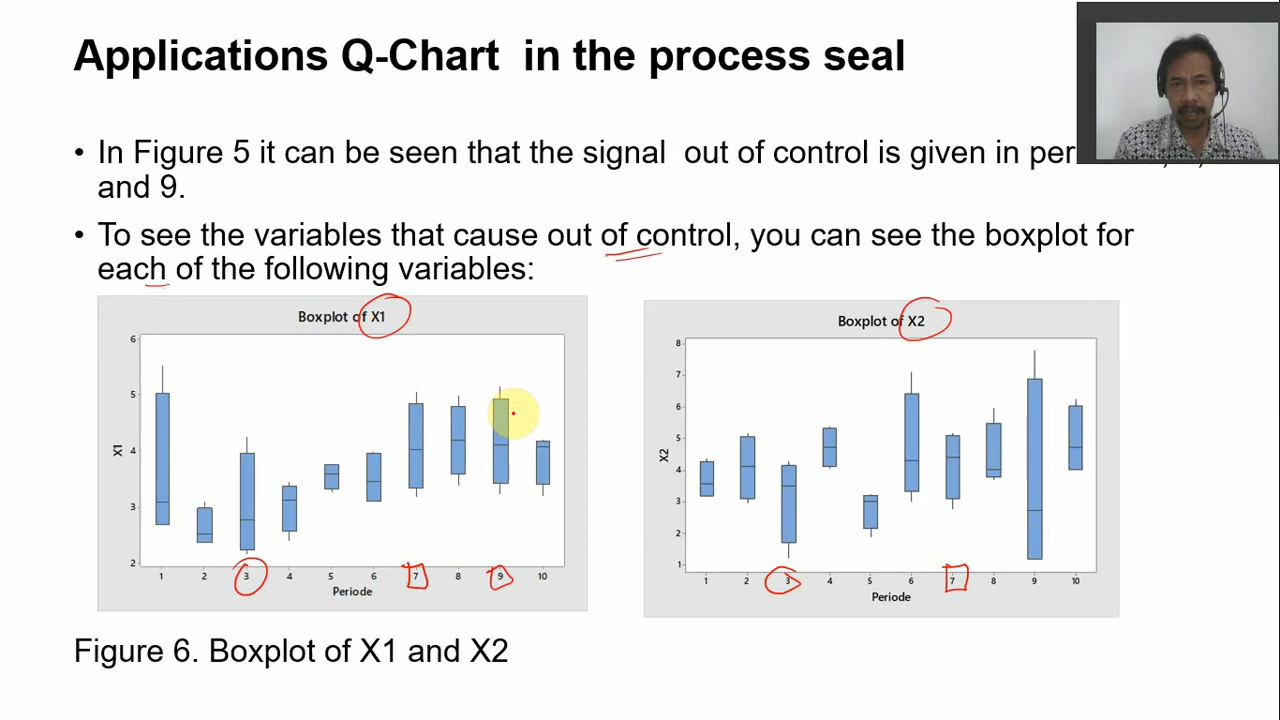 Applications Q-Chart in the process seal
• In Figure 5 it can be seen that the signal out of control is given in per
and 9.
• To see the variables that cause out of control, you can see the boxplot for
each of the following variables:
Boxplot of X1
6
5
4
3
2
X1
1 2 3 4 5 6 7 8 9 10
Periode
Boxplot of X2
8
7
6
5
4
3
2
1
X2
1 2 3 4 5 6 7 8 9 10
Periode
Figure 6. Boxplot of X1 and X2